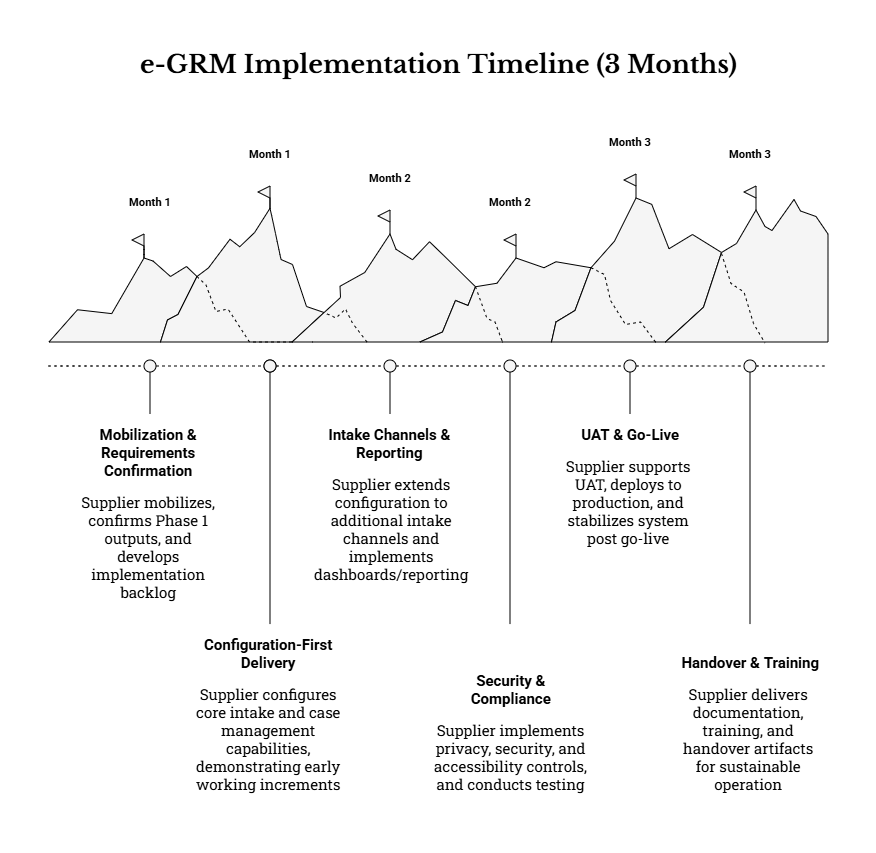 e-GRM Implementation Timeline (3 Months)
Month 1
Month 1
Month 2
Month 2
Month 3
Month 3
Mobilization &
Requirements
Confirmation
Supplier mobilizes,
confirms Phase 1
outputs, and
develops
implementation
backlog
Configuration-First
Delivery
Supplier configures
core intake and case
management
capabilities,
demonstrating early
working increments
Intake Channels &
Reporting
Supplier extends
configuration to
additional intake
channels and
implements
dashboards/reporting
Security &
Compliance
Supplier implements
privacy, security, and
accessibility controls,
and conducts testing
UAT & Go-Live
Supplier supports
UAT, deploys to
production, and
stabilizes system
post go-live
Handover & Training
Supplier delivers
documentation,
training, and
handover artifacts
for sustainable
operation